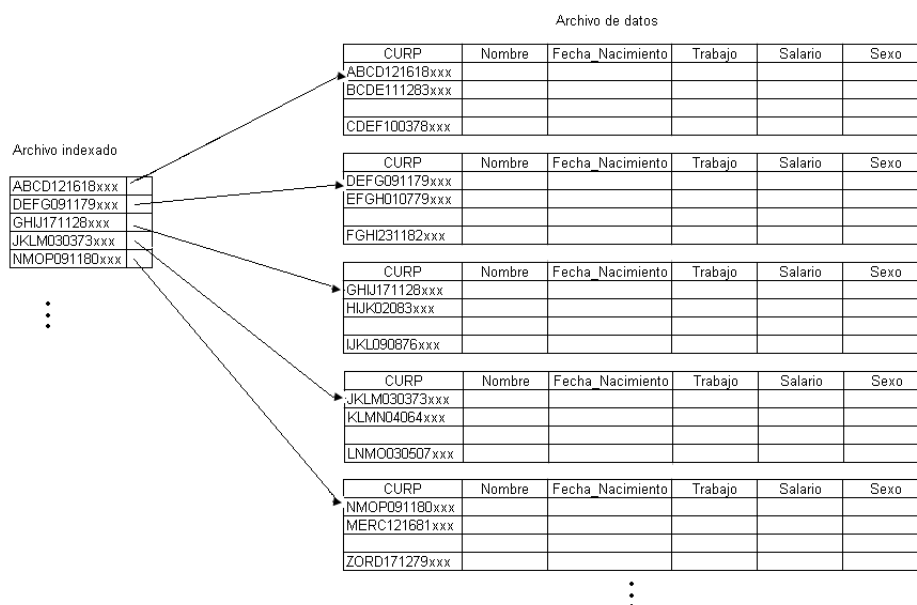 Archivo de datos
CURP Nombre Fecha_Nacimiento Trabajo Salario Sexo
ABCD121618xxx
BCDE111283xxx
CDEF100378xxx
Archivo indexado
ABCD121618xxx
DEFG091179xxx
GHIJ171128xxx
JKLM030373xxx
NMOP091180xxx
CURP Nombre Fecha_Nacimiento Trabajo Salario Sexo
DEFG091179xxx
EFGH010779xxx
FGHI231182xxx
CURP Nombre Fecha_Nacimiento Trabajo Salario Sexo
GHIJ171128xxx
HIJK02083xxx
IJKL090876xxx
CURP Nombre Fecha_Nacimiento Trabajo Salario Sexo
JKLM030373xxx
KLMN04064xxx
LNMO030507xxx
CURP Nombre Fecha_Nacimiento Trabajo Salario Sexo
NMOP091180xxx
MERC121681xxx
ZORD171279xxx